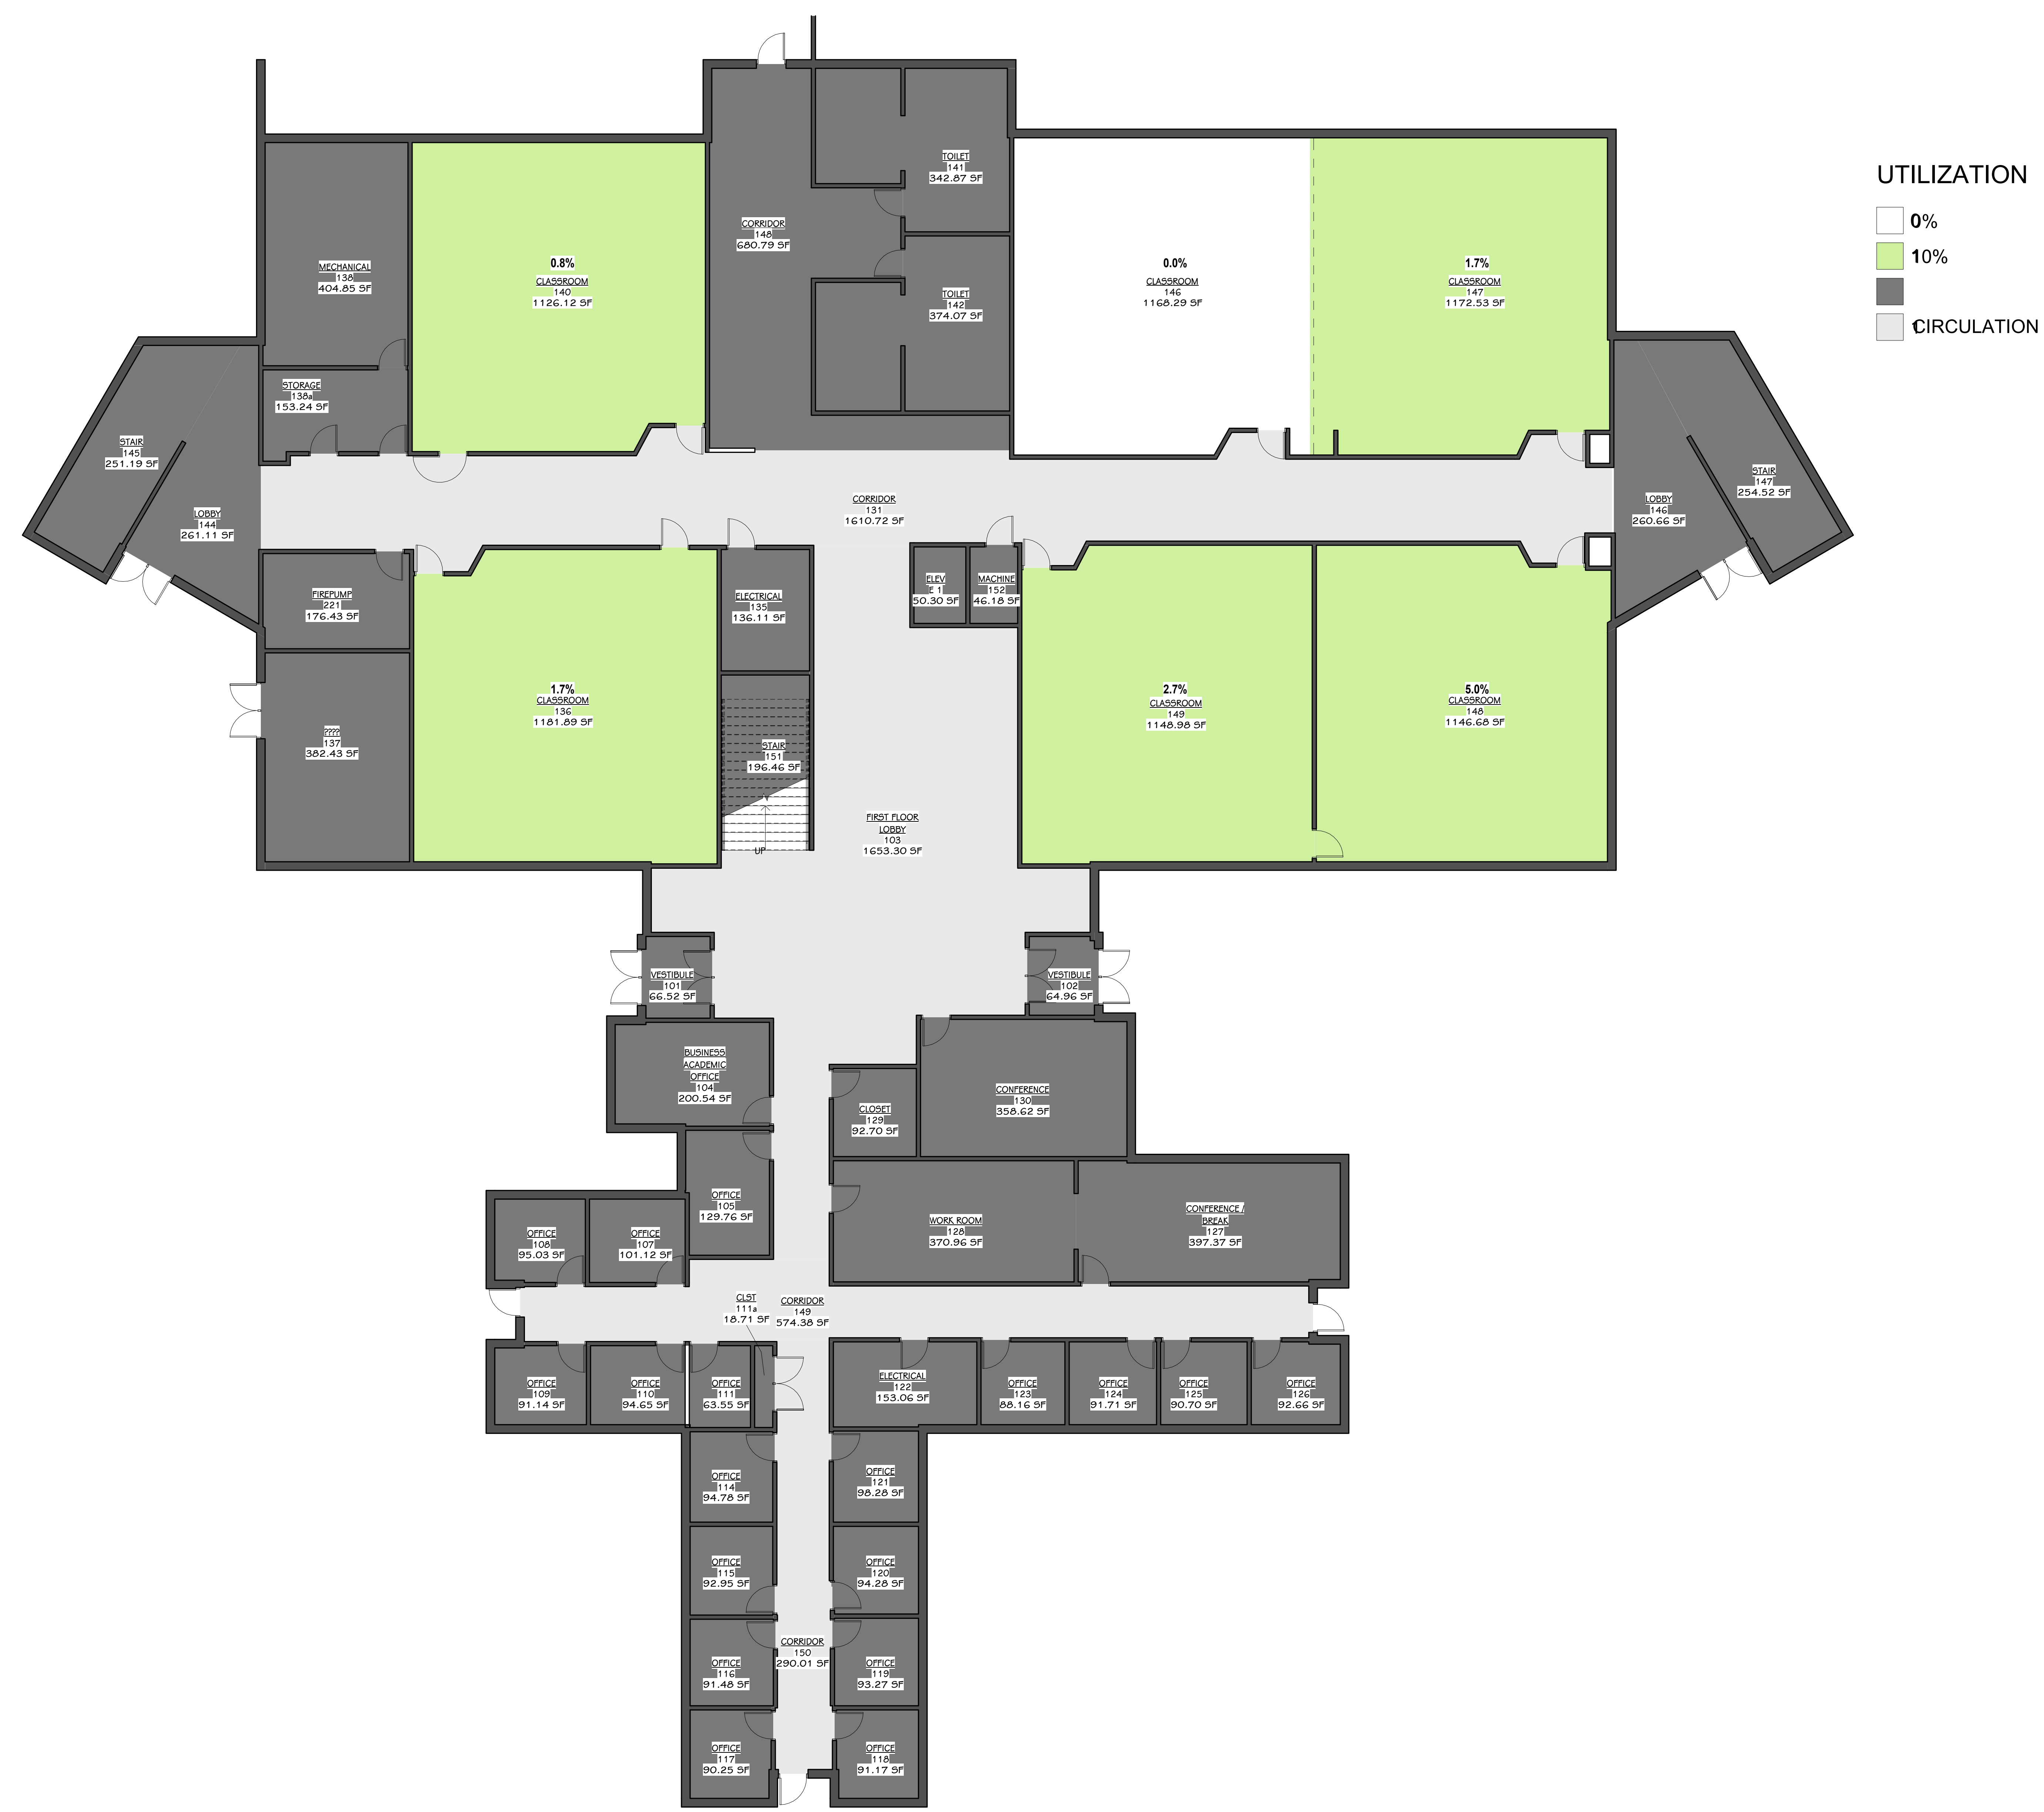 UTILIZATION
0%
10%
CIRCULATION
TOILET
141
342.87 SF
CORRIDOR
148
680.79 SF
MECHANICAL
138
404.85 SF
0.8%
CLASSROOM
140
1126.12 SF
TOILET
142
374.07 SF
0.0%
CLASSROOM
146
1168.29 SF
1.7%
CLASSROOM
147
1172.53 SF
STORAGE
138a
153.24 SF
STAIR
145
251.19 SF
LOBBY
144
261.11 SF
CORRIDOR
131
1610.72 SF
LOBBY
146
260.66 SF
STAIR
147
254.52 SF
FIREPUMP
221
176.43 SF
ELECTRICAL
135
136.11 SF
ELEV
E 1
50.30 SF
MACHINE
152
46.18 SF
????
137
382.43 SF
1.7%
CLASSROOM
136
1181.89 SF
STAIR
151
196.46 SF
UP
2.7%
CLASSROOM
149
1148.98 SF
5.0%
CLASSROOM
148
1146.68 SF
FIRST FLOOR
LOBBY
103
1653.30 SF
VESTIBULE
101
66.52 SF
VESTIBULE
102
64.96 SF
BUSINESS
ACADEMIC
OFFICE
104
200.54 SF
CLOSET
129
92.70 SF
CONFERENCE
130
358.62 SF
OFFICE
105
129.76 SF
OFFICE
108
95.03 SF
OFFICE
107
101.12 SF
WORK ROOM
128
370.96 SF
CONFERENCE /
BREAK
127
397.37 SF
CLST
111a
18.71 SF
CORRIDOR
149
574.38 SF
OFFICE
109
91.14 SF
OFFICE
110
94.65 SF
OFFICE
111
63.55 SF
ELECTRICAL
122
153.06 SF
OFFICE
123
88.16 SF
OFFICE
124
91.71 SF
OFFICE
125
90.70 SF
OFFICE
126
92.66 SF
OFFICE
114
94.78 SF
OFFICE
121
98.28 SF
OFFICE
115
92.95 SF
OFFICE
120
94.28 SF
CORRIDOR
150
290.01 SF
OFFICE
116
91.48 SF
OFFICE
119
93.27 SF
OFFICE
117
90.25 SF
OFFICE
118
91.17 SF